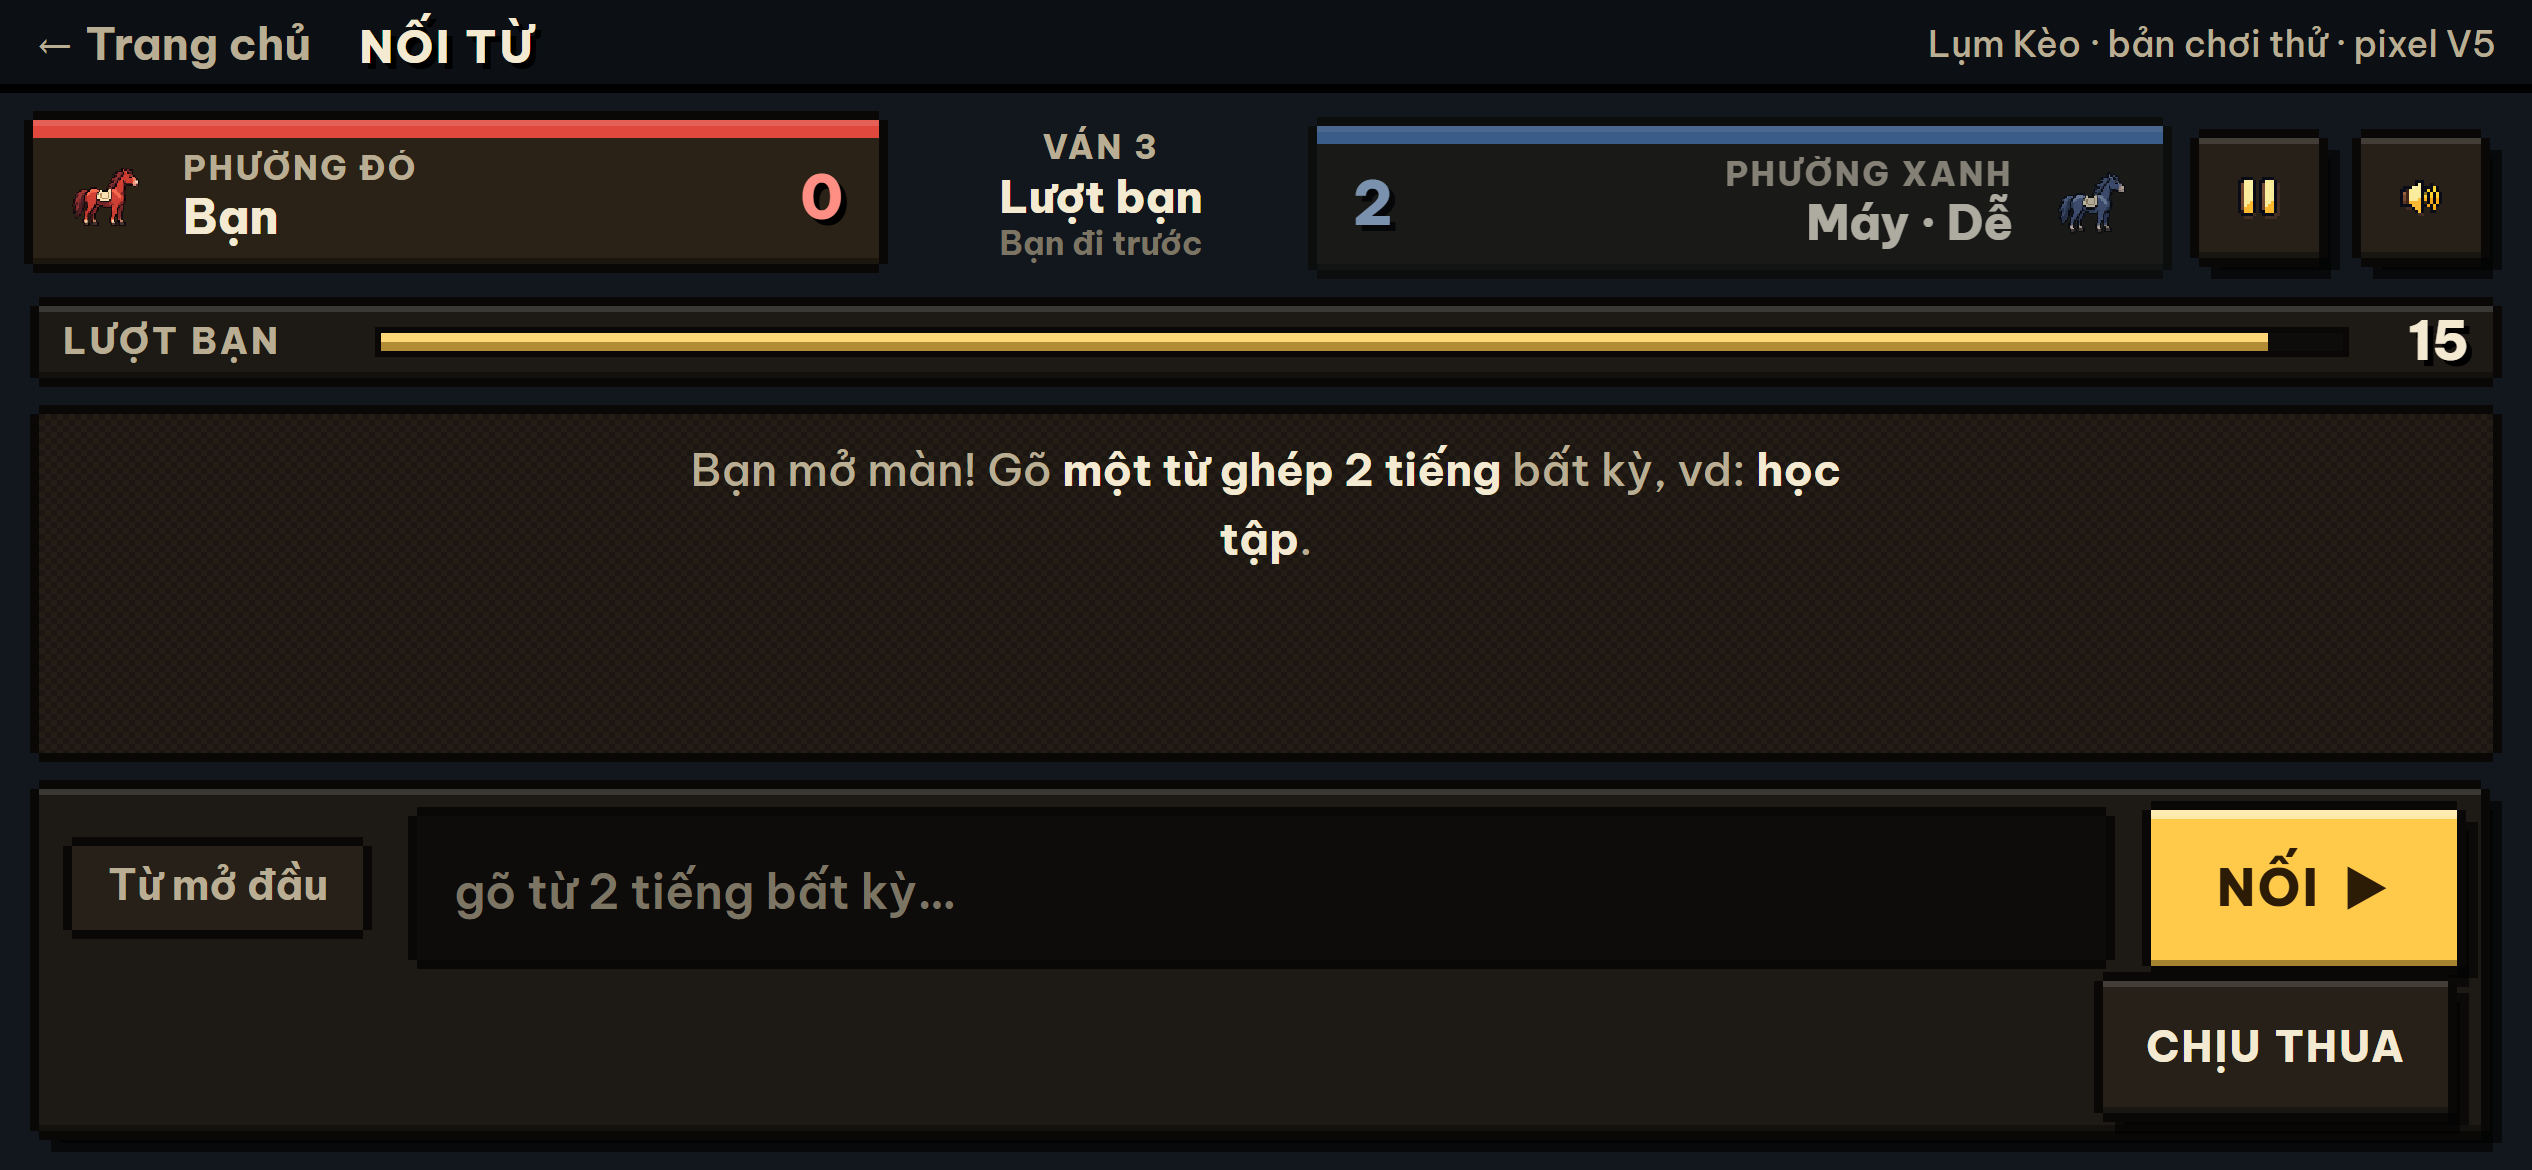 ← Trang chủ NỐI TỪ
Lụm Kèo · bản chơi thử · pixel V5
PHƯỜNG ĐỎ
Bạn
0
VÁN 3
Lượt bạn
Bạn đi trước
2
PHƯỜNG XANH
Máy · Dễ
LƯỢT BẠN
15
Bạn mở màn! Gõ một từ ghép 2 tiếng bất kỳ, vd: học
tập.
Từ mở đầu
gõ từ 2 tiếng bất kỳ...
NỐI ▶
CHỊU THUA